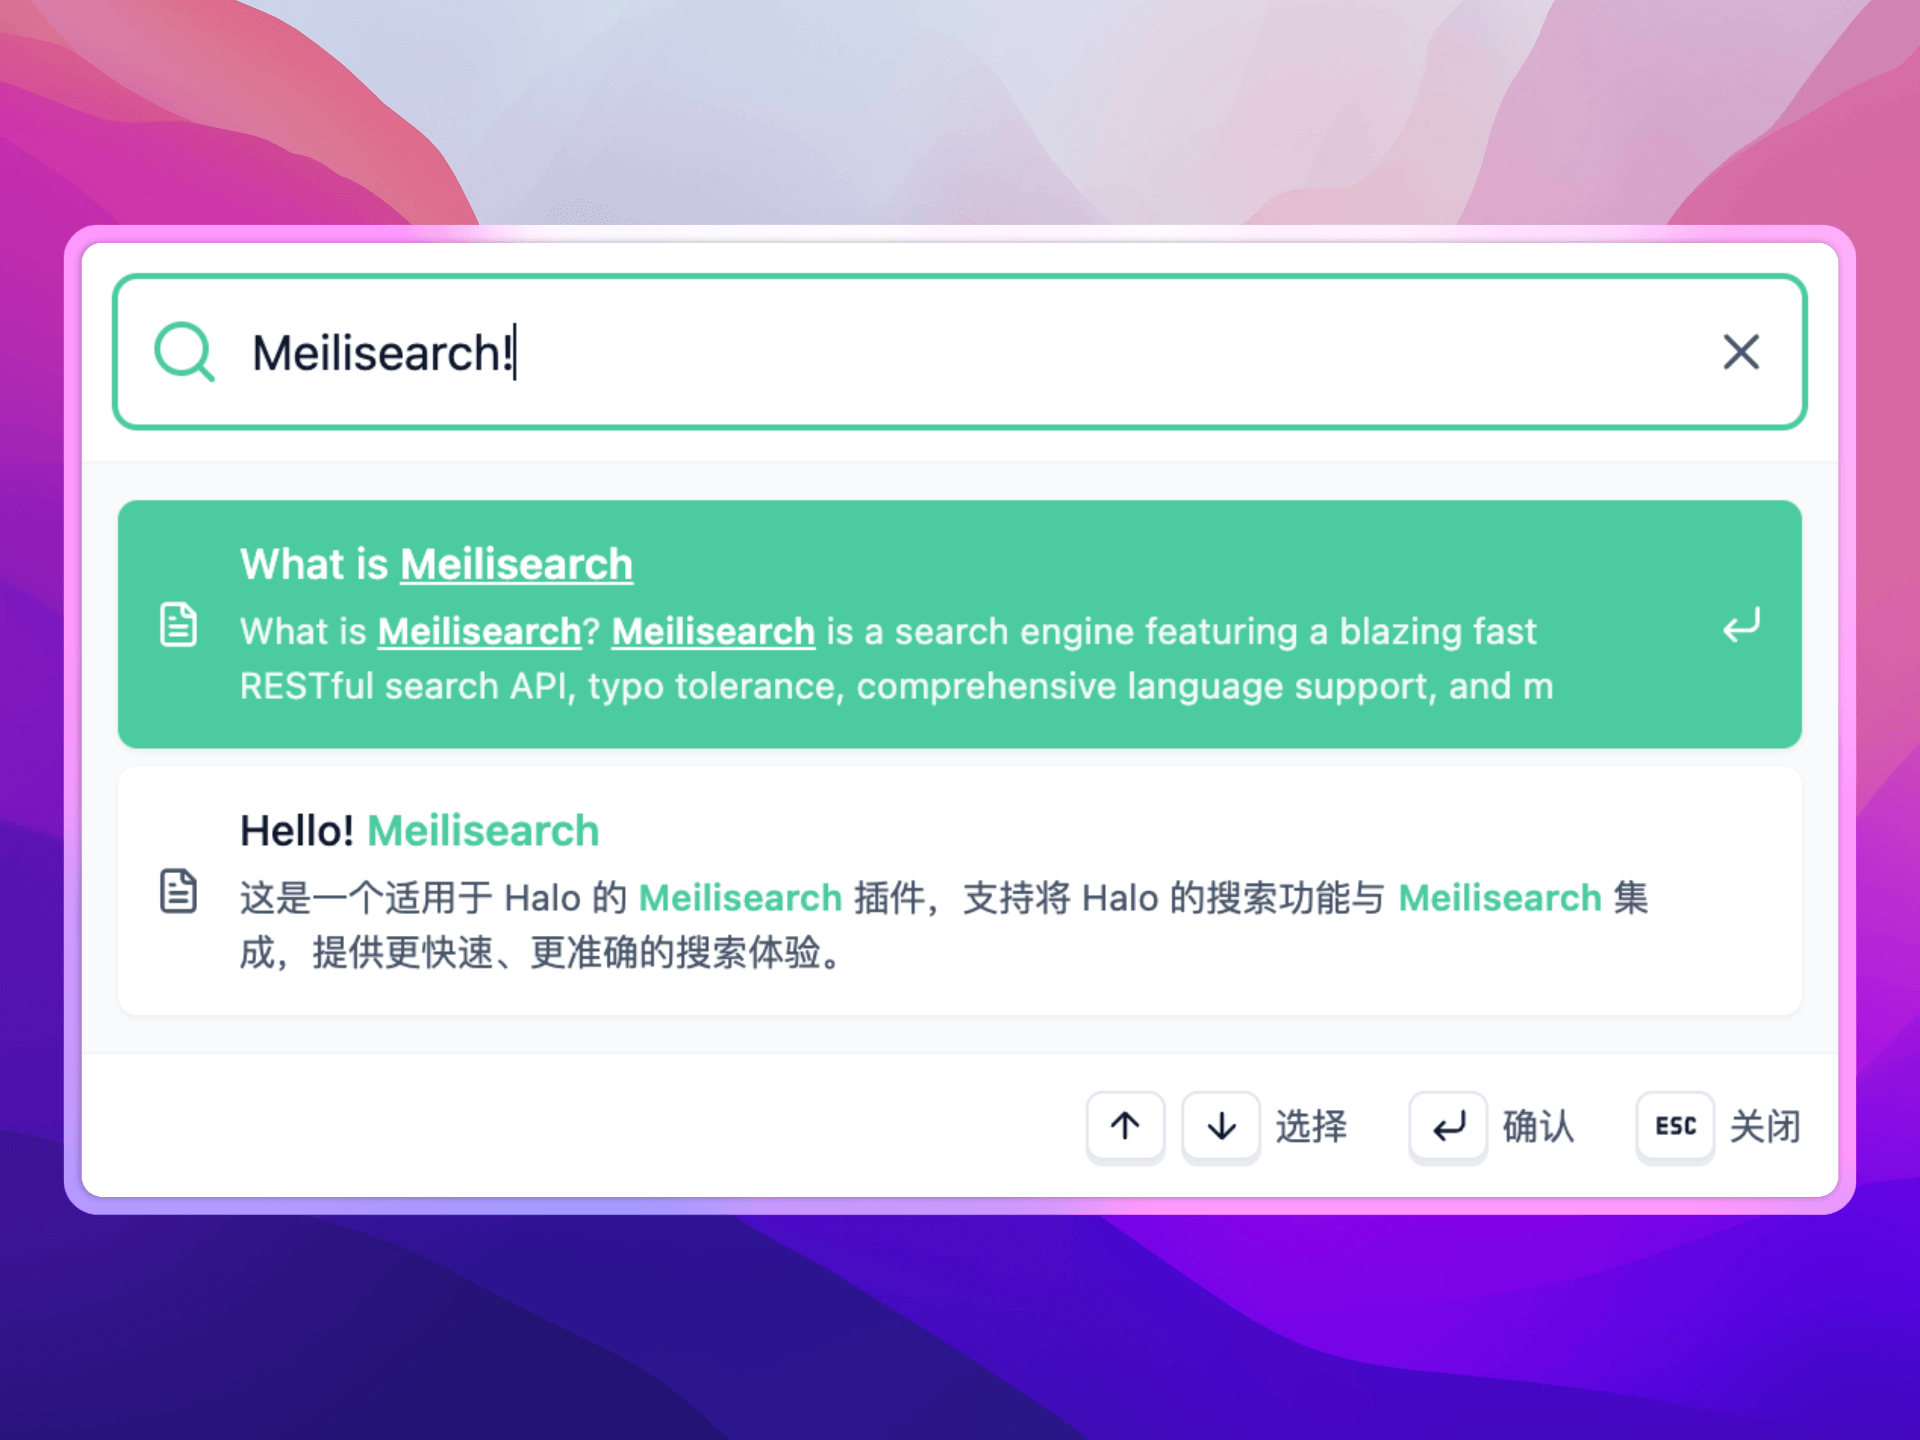 Meilisearch!
What is Meilisearch
What is Meilisearch? Meilisearch is a search engine featuring a blazing fast
RESTful search API, typo tolerance, comprehensive language support, and m
Hello! Meilisearch
这是一个适用于 Halo 的 Meilisearch 插件，支持将 Halo 的搜索功能与 Meilisearch 集
成，提供更快速、更准确的搜索体验。
选择 确认 ESC 关闭